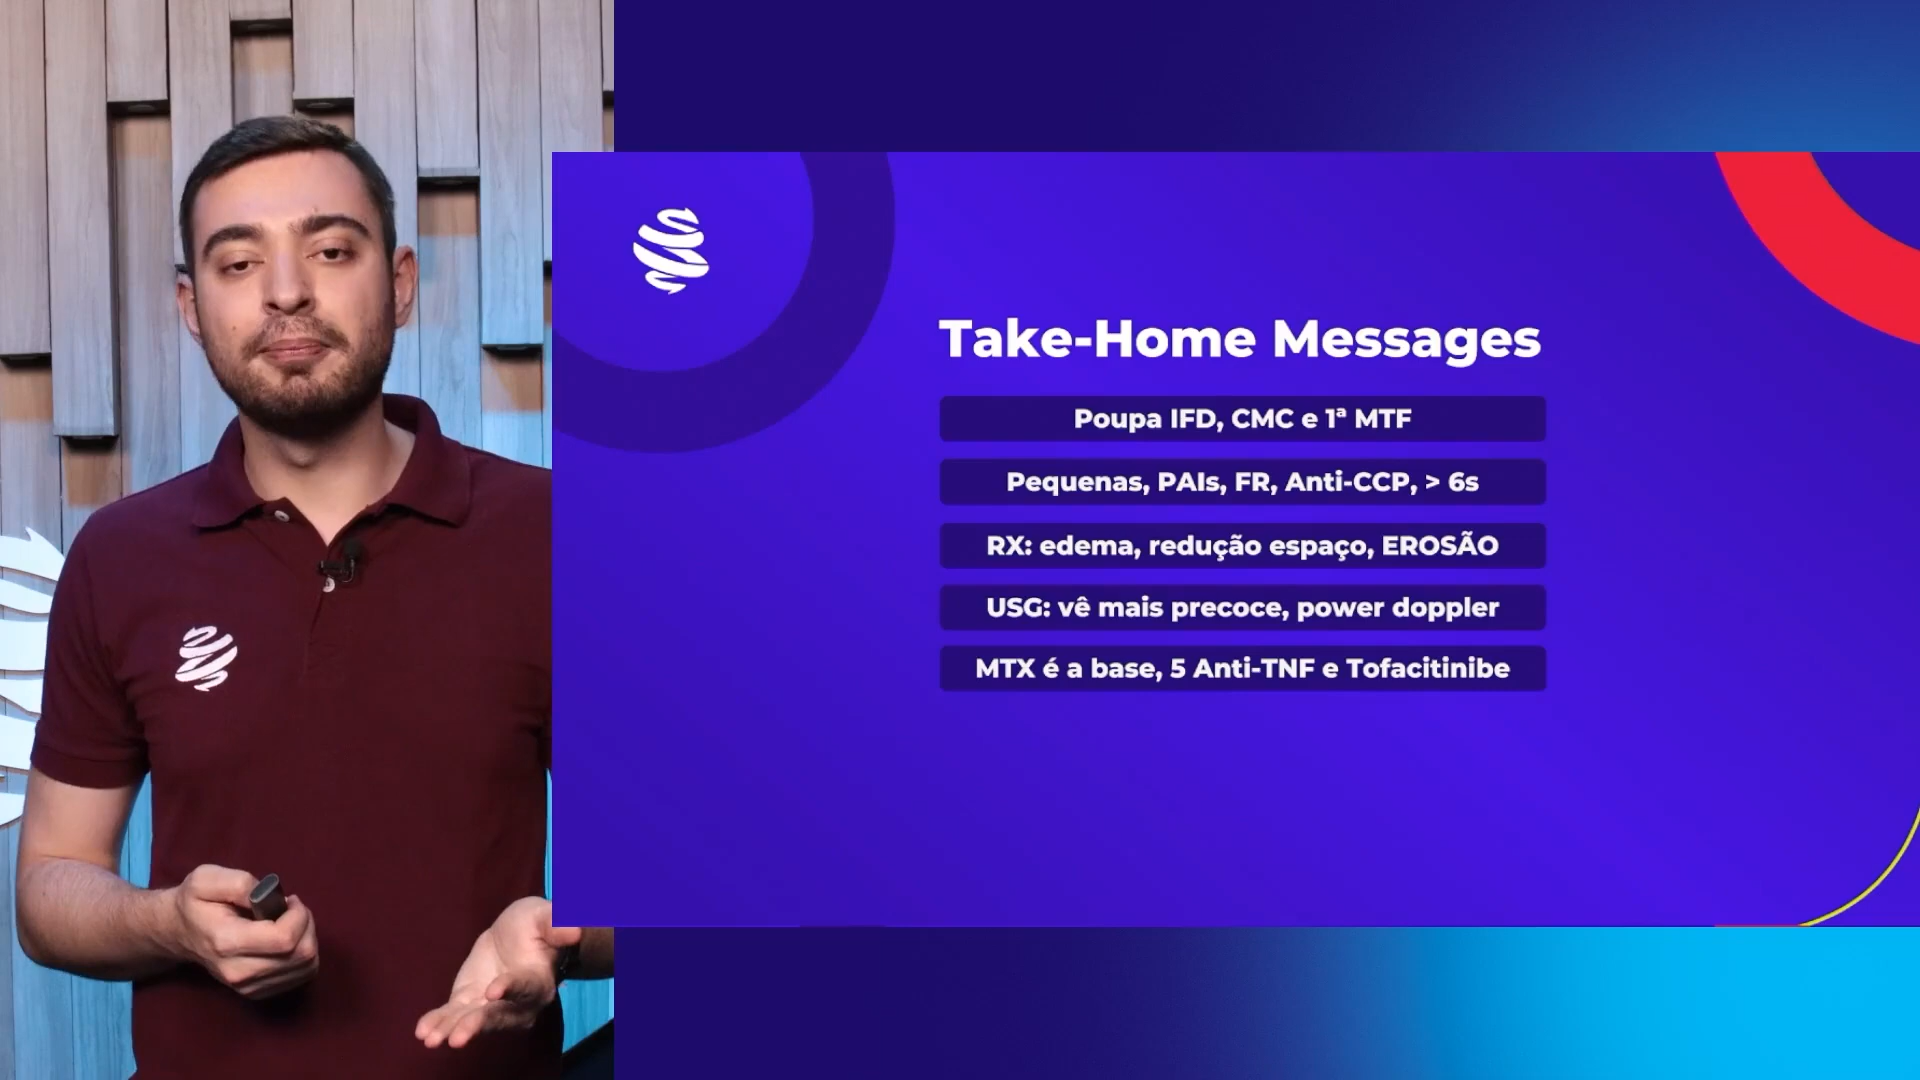 Take-Home Messages
Poupa IFD, CMC e 1ª MTF
Pequenas, PAIs, FR, Anti-CCP, > 6s
RX: edema, redução espaço, EROSÃO
USG: vê mais precoce, power doppler
MTX é a base, 5 Anti-TNF e Tofacitinibe